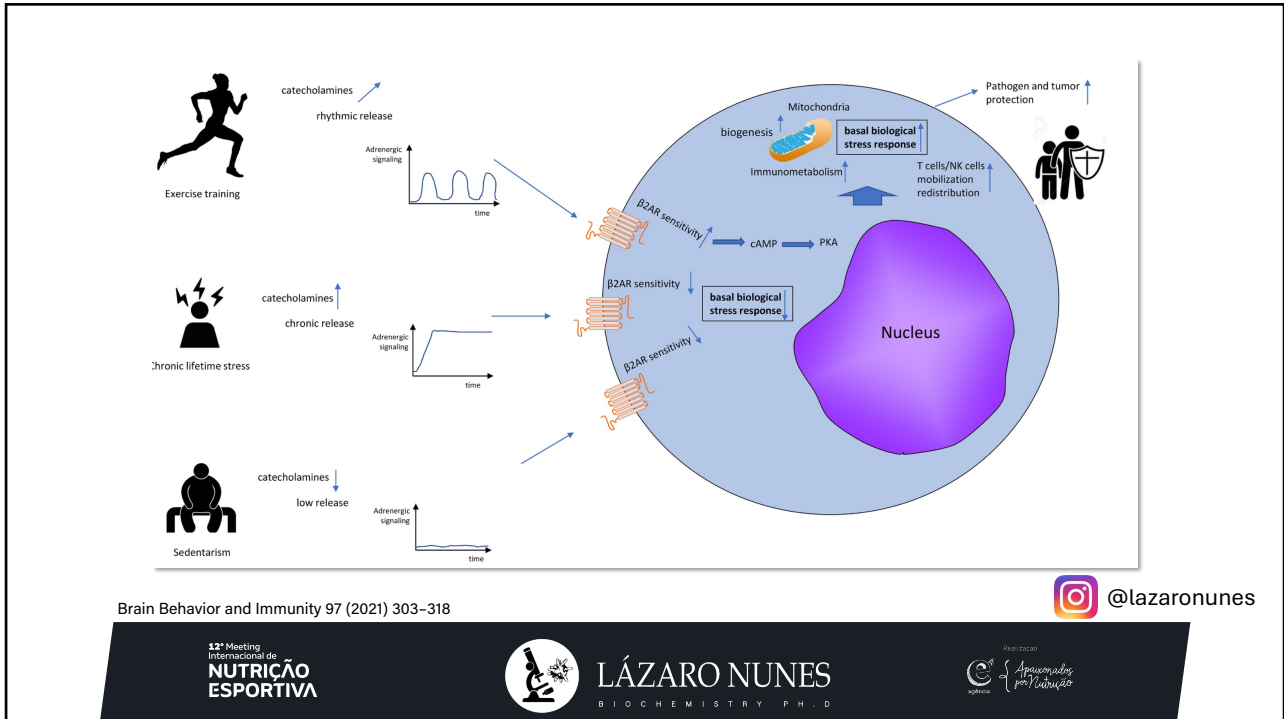 catecholamines
rhythmic release
Adrenergic
signaling
time
Exercise training
catecholamines
chronic release
Adrenergic
signaling
time
Chronic lifetime stress
catecholamines
low release
Adrenergic
signaling
time
Sedentarism
Mitochondria
biogenesis
basal biological
stress response
Immunometabolism
T cells/NK cells
mobilization
redistribution
Pathogen and tumor
protection
β2AR sensitivity
cAMP
PKA
β2AR sensitivity
basal biological
stress response
β2AR sensitivity
Nucleus
Brain Behavior and Immunity 97 (2021) 303–318
@lazaronunes
12º Meeting
Internacional de
NUTRIÇÃO
ESPORTIVA
LÁZARO NUNES
BIOCHEMISTRY PH.D
Realização
agência
Apaixonados
por Nutrição